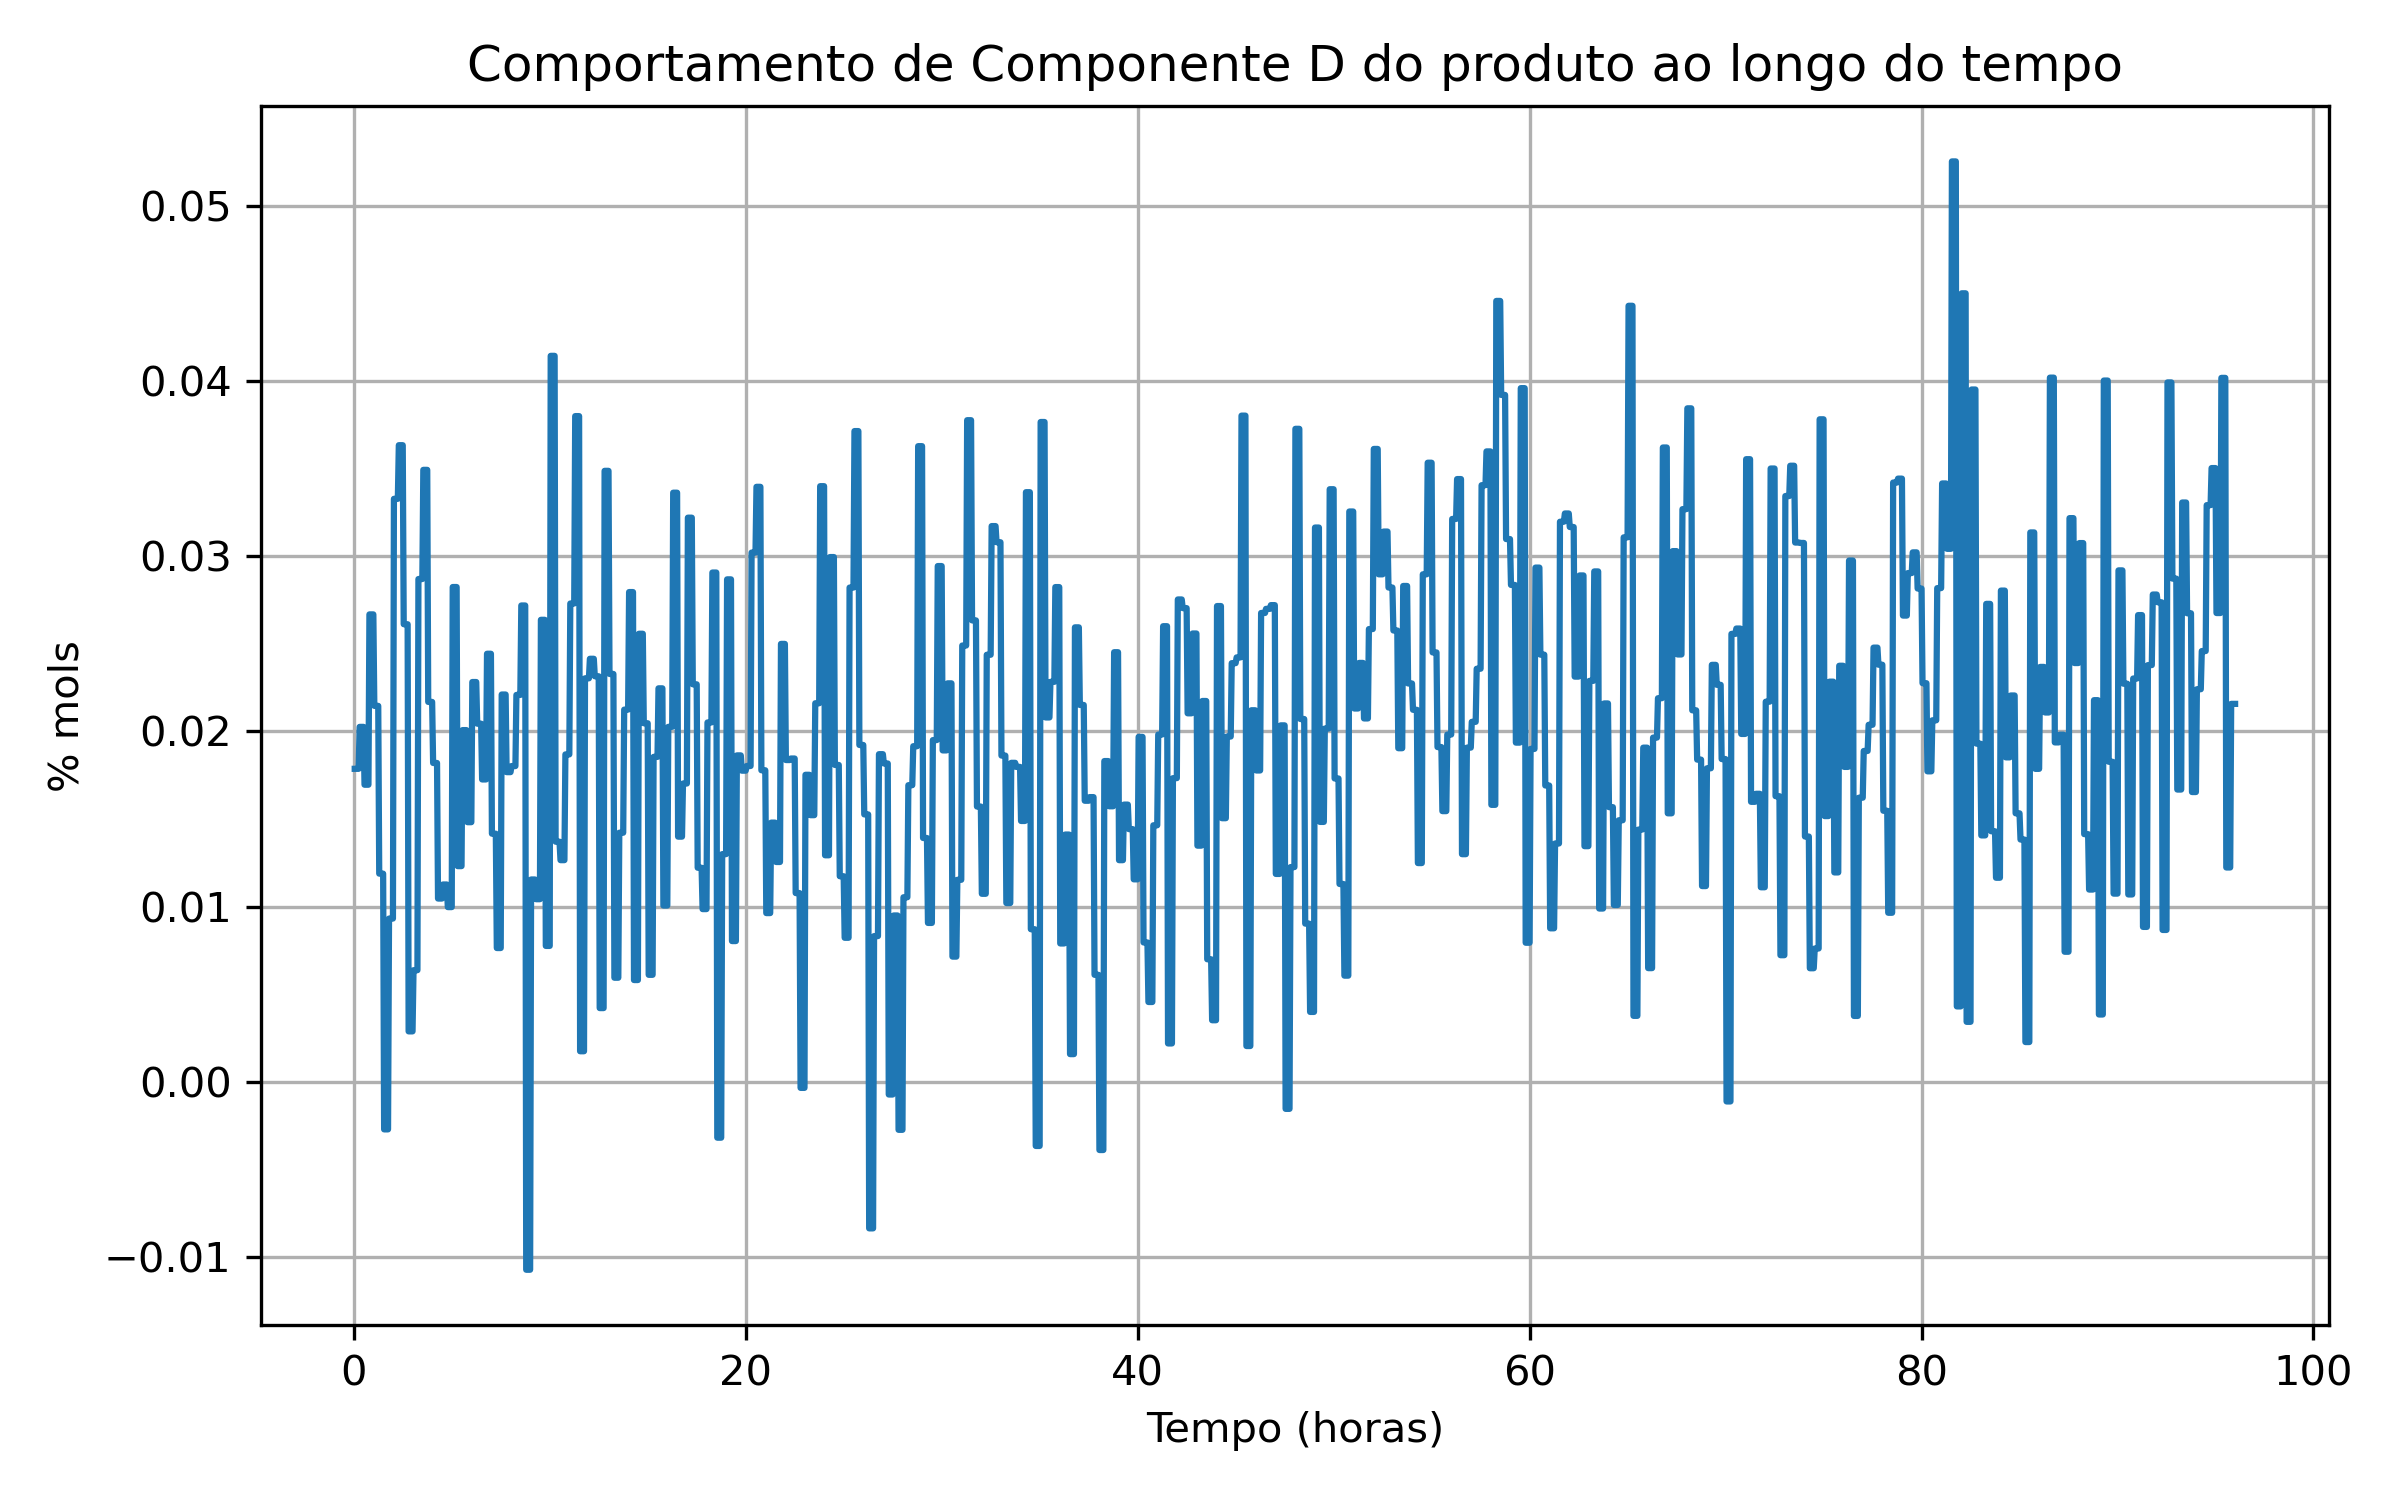 Comportamento de Componente D do produto ao longo do tempo
% mols
0.05
0.04
0.03
0.02
0.01
0.00
−0.01
0 20 40 60 80 100
Tempo (horas)